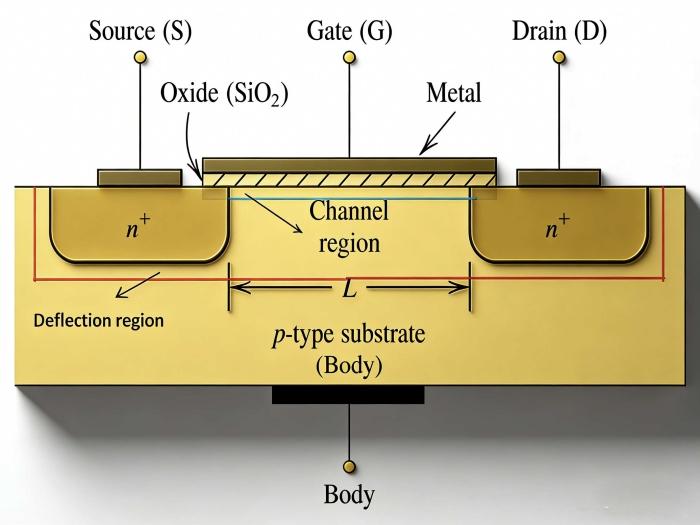 Source (S)
Gate (G)
Drain (D)
Oxide (SiO₂)
Metal
n⁺
Channel
region
n⁺
L
Deflection region
p-type substrate
(Body)
Body